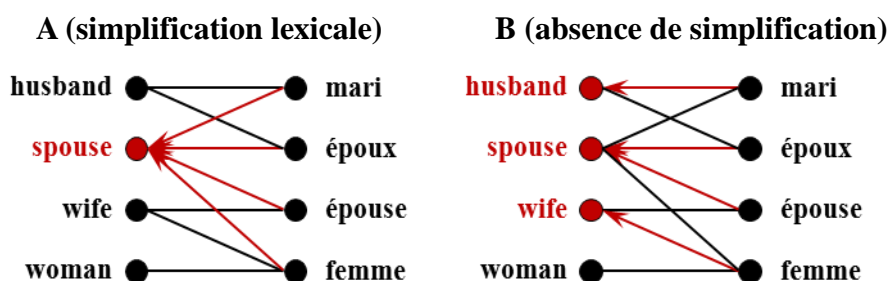 A (simplification lexicale)
husband mari
spouse époux
wife épouse
woman femme
B (absence de simplification)
husband mari
spouse époux
wife épouse
woman femme